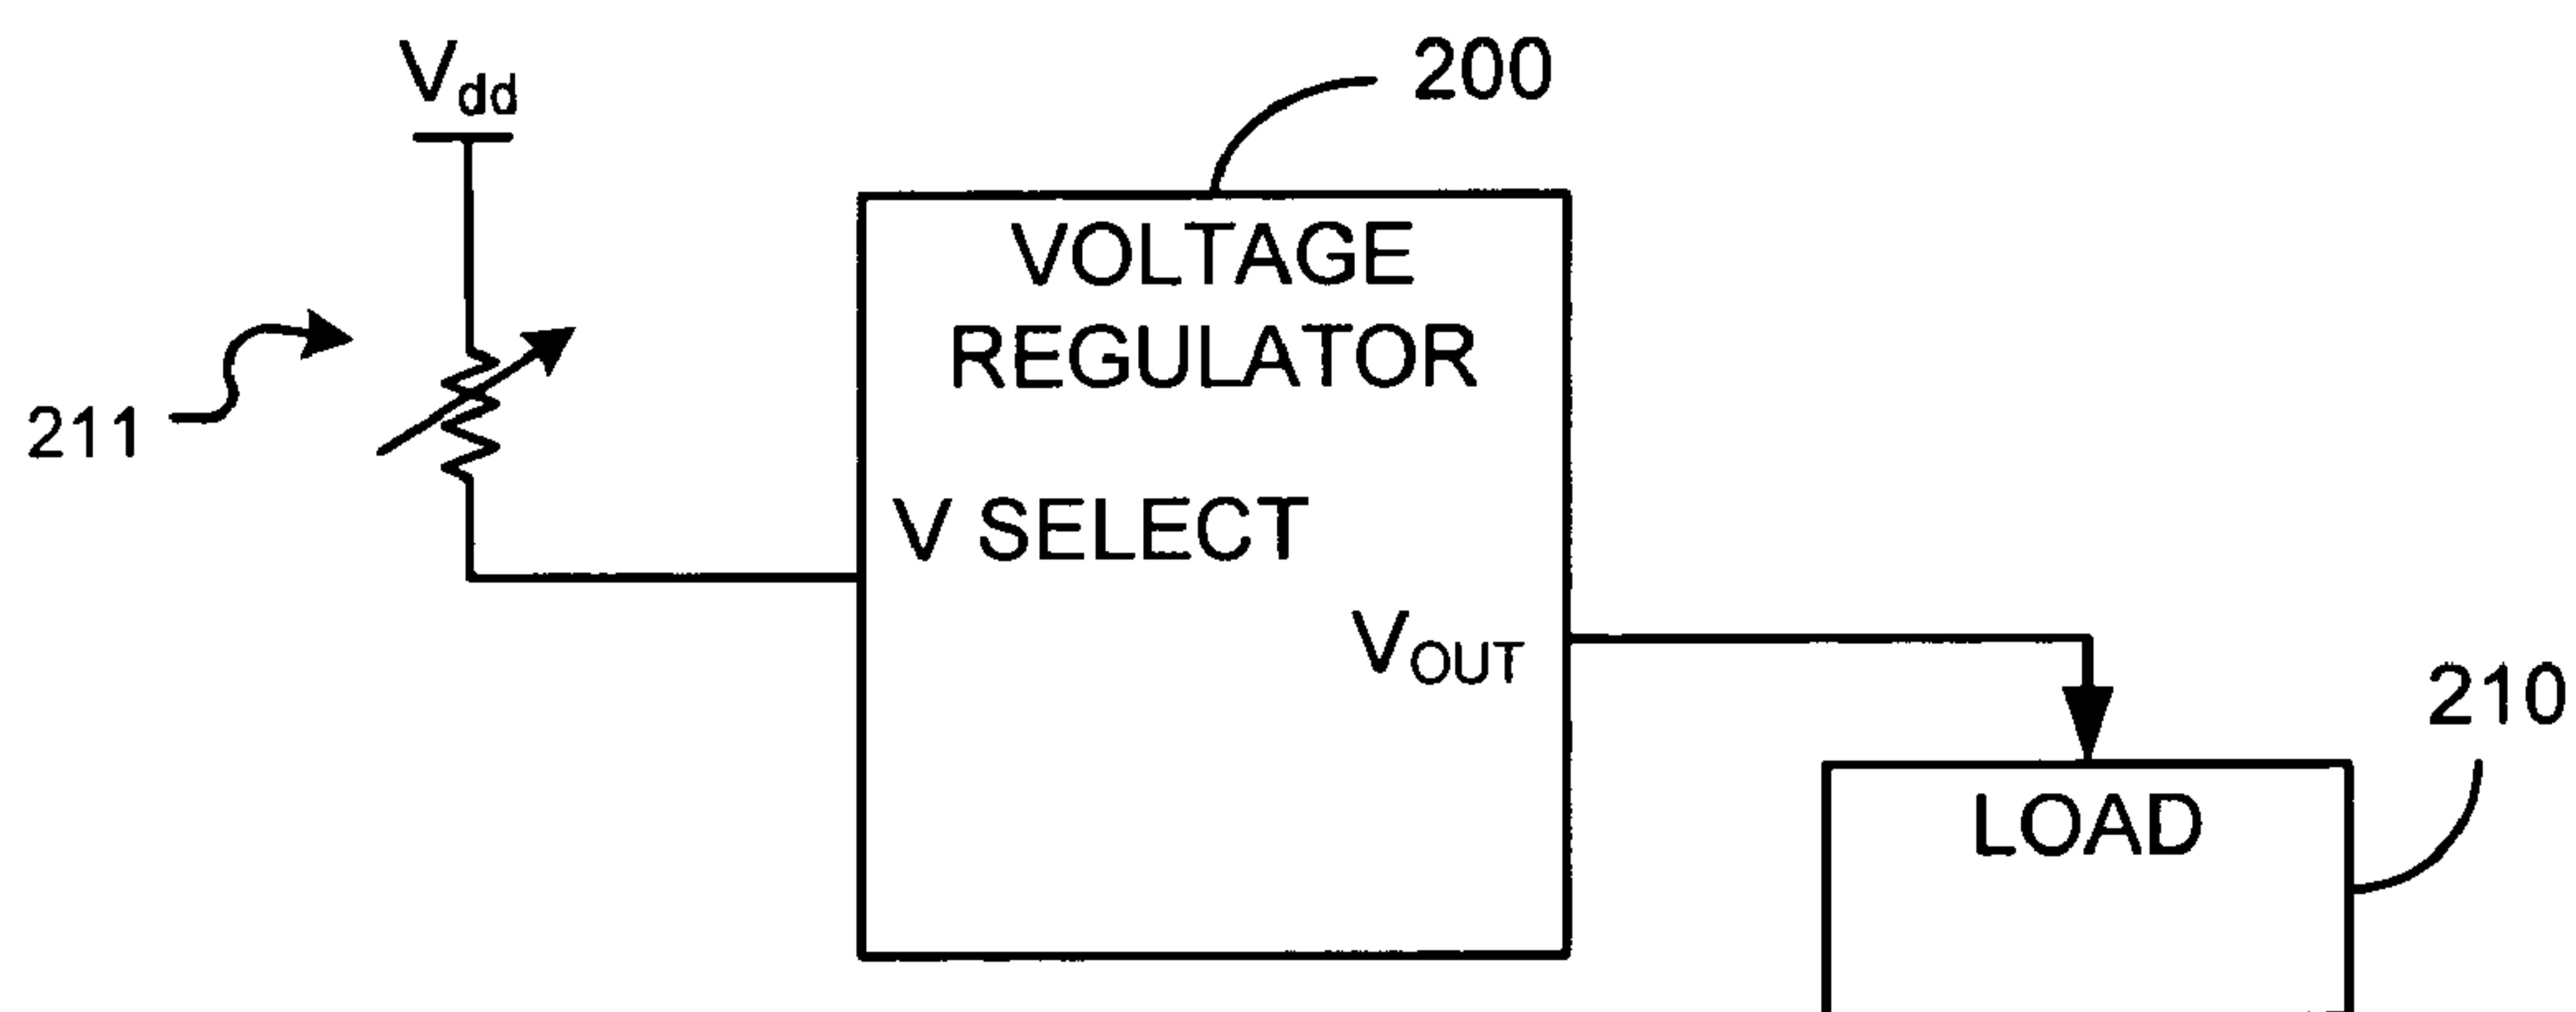 Vdd
200
VOLTAGE
REGULATOR
211
V SELECT
VOUT
210
LOAD